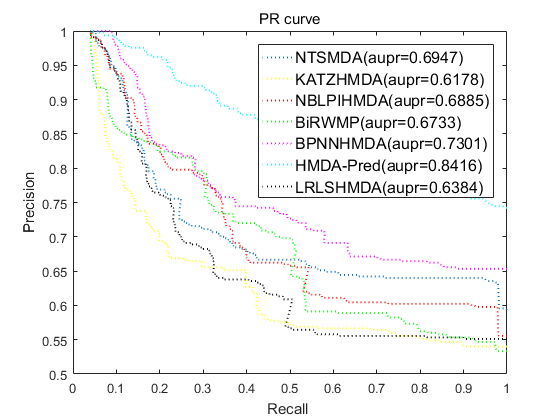 PR curve
1
0.95
0.9
0.85
0.8
0.75
0.7
0.65
0.6
0.55
0.5
Precision
NTSMDA(aupr=0.6947)
KATZHMDA(aupr=0.6178)
NBLPIHMDA(aupr=0.6885)
BiRWMP(aupr=0.6733)
BPNNHMDA(aupr=0.7301)
HMDA-Pred(aupr=0.8416)
LRLSHMDA(aupr=0.6384)
0 0.1 0.2 0.3 0.4 0.5 0.6 0.7 0.8 0.9 1
Recall